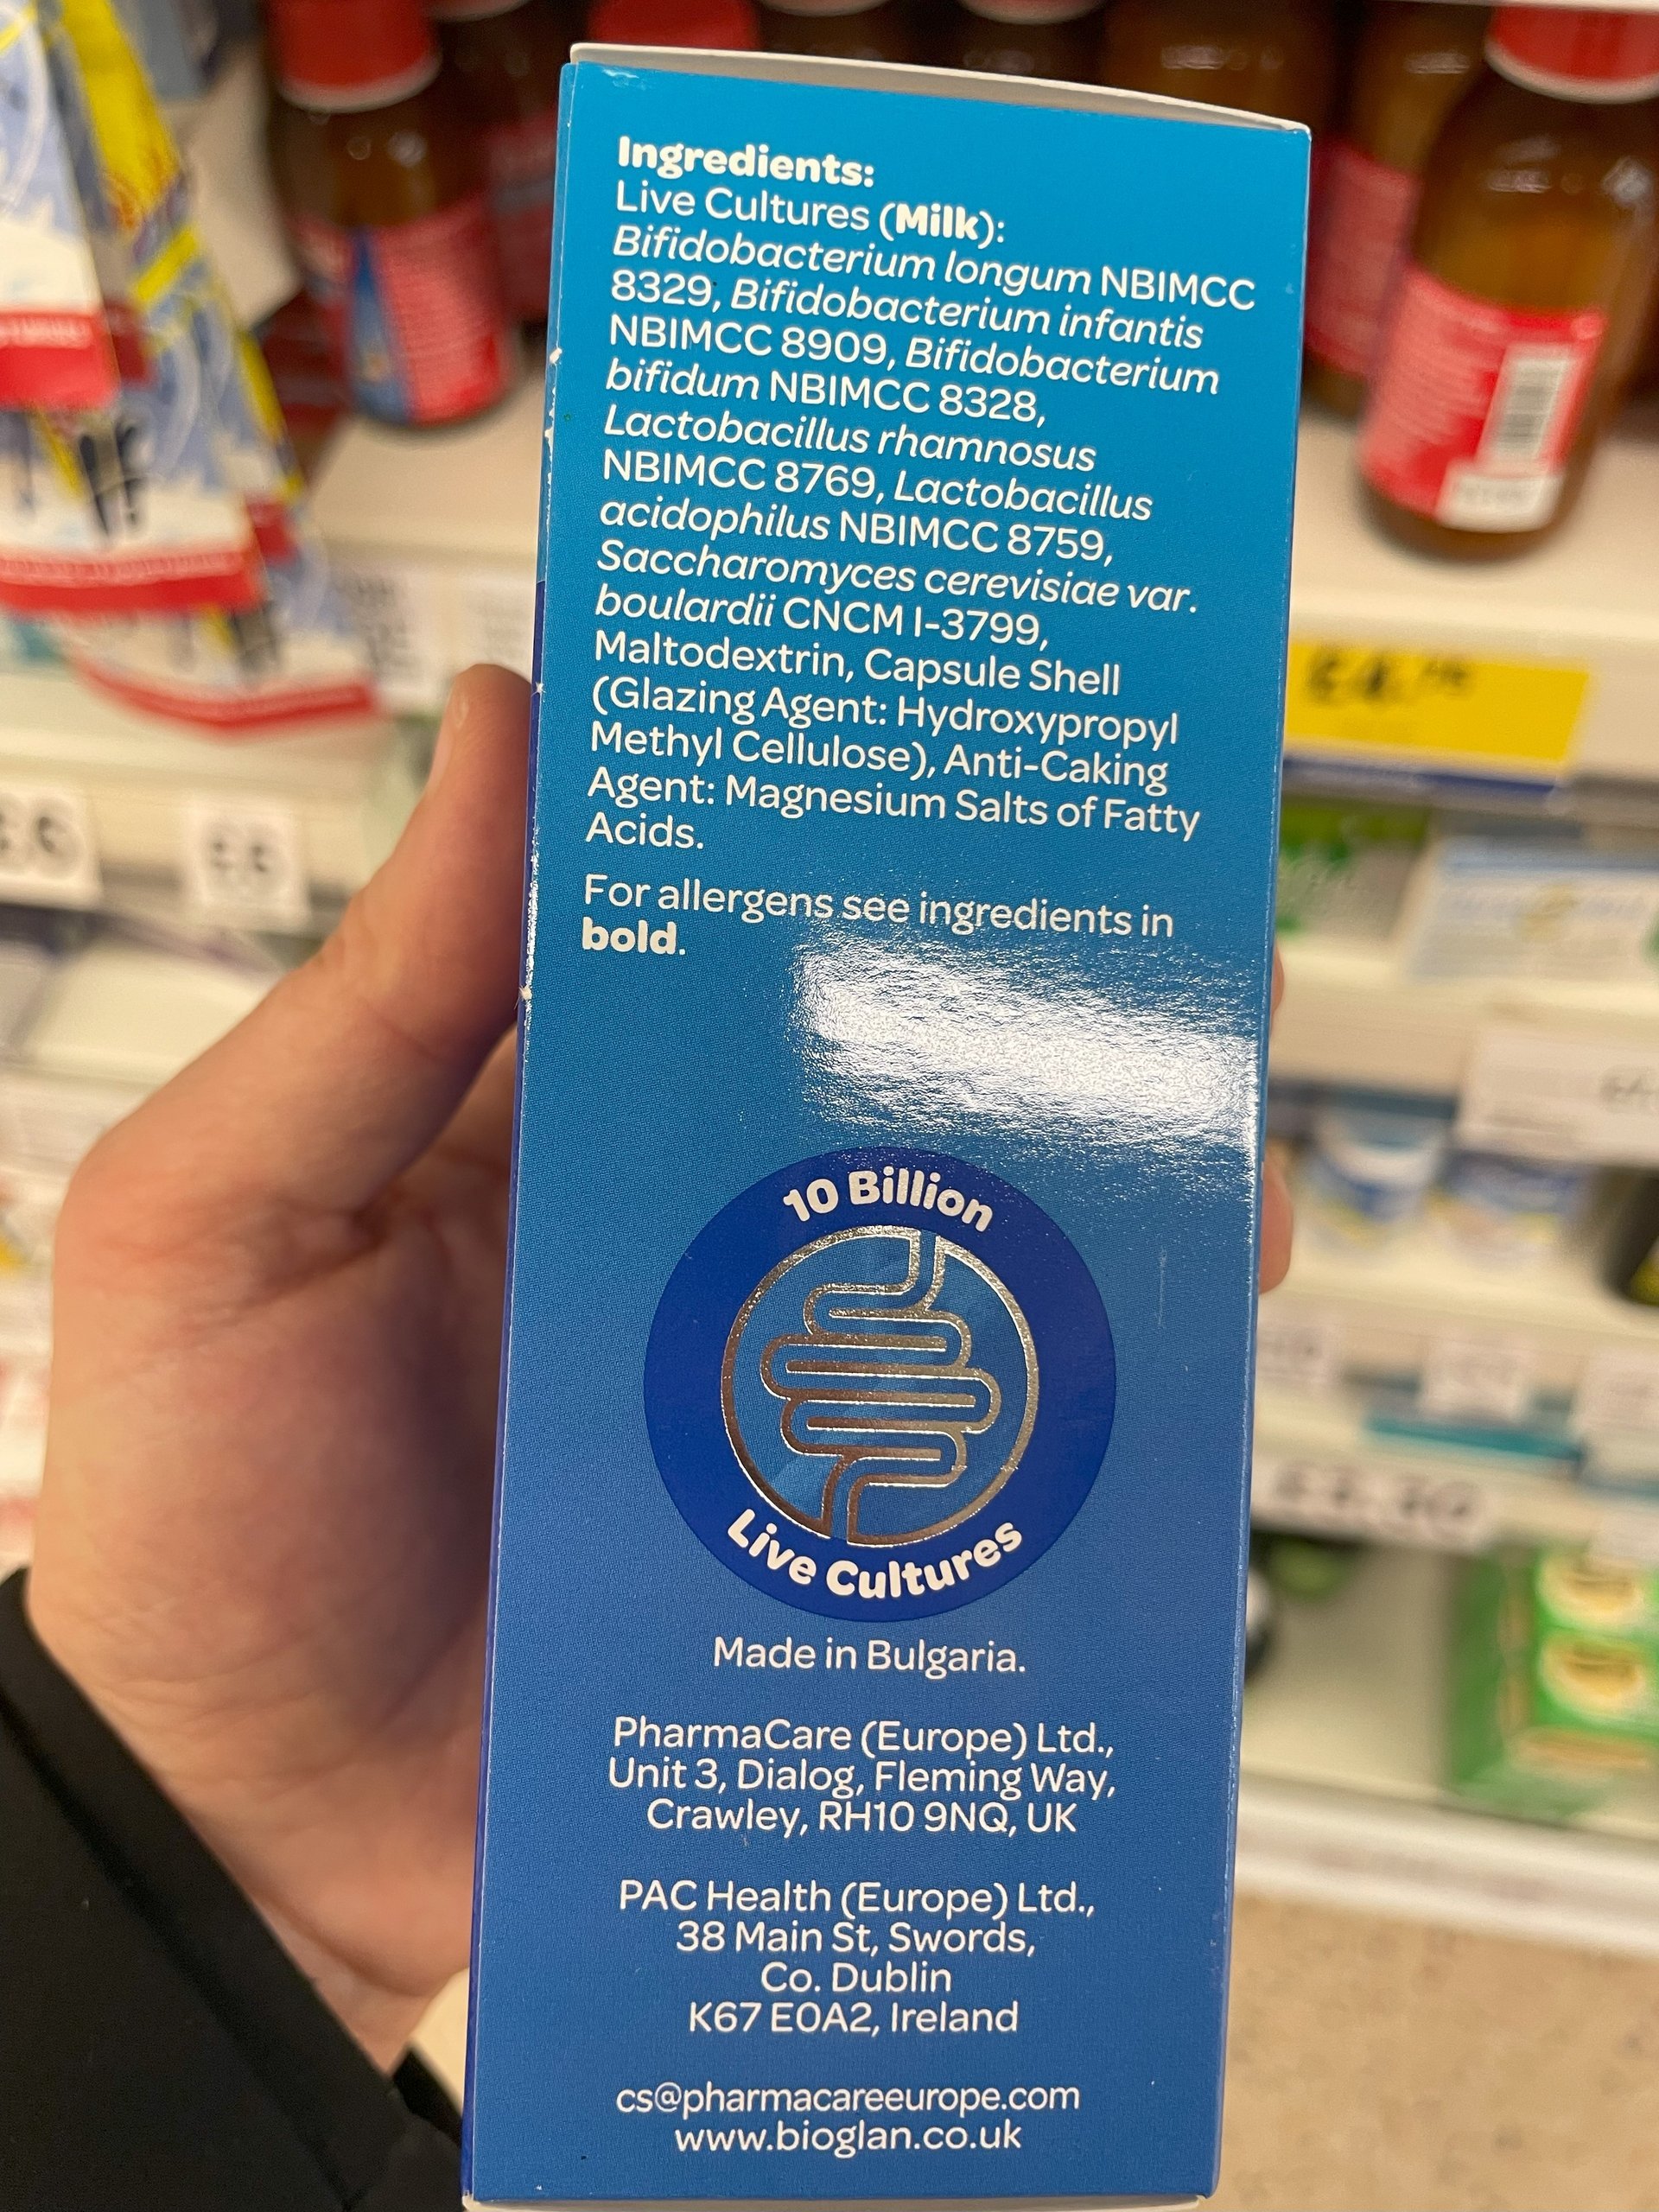 Ingredients:
Live Cultures (Milk):
Bifidobacterium longum NBIMCC
8329, Bifidobacterium infantis
NBIMCC 8909, Bifidobacterium
bifidum NBIMCC 8328,
Lactobacillus rhamnosus
NBIMCC 8769, Lactobacillus
acidophilus NBIMCC 8759,
Saccharomyces cerevisiae var.
boulardii CNCM I-3799,
Maltodextrin, Capsule Shell
(Glazing Agent: Hydroxypropyl
Methyl Cellulose), Anti-Caking
Agent: Magnesium Salts of Fatty
Acids.
For allergens see ingredients in
bold.
10 Billion
Live Cultures
Made in Bulgaria.
PharmaCare (Europe) Ltd.,
Unit 3, Dialog, Fleming Way,
Crawley, RH10 9NQ, UK
PAC Health (Europe) Ltd.,
38 Main St, Swords,
Co. Dublin
K67 E0A2, Ireland
cs@pharmacareeurope.com
www.bioglan.co.uk